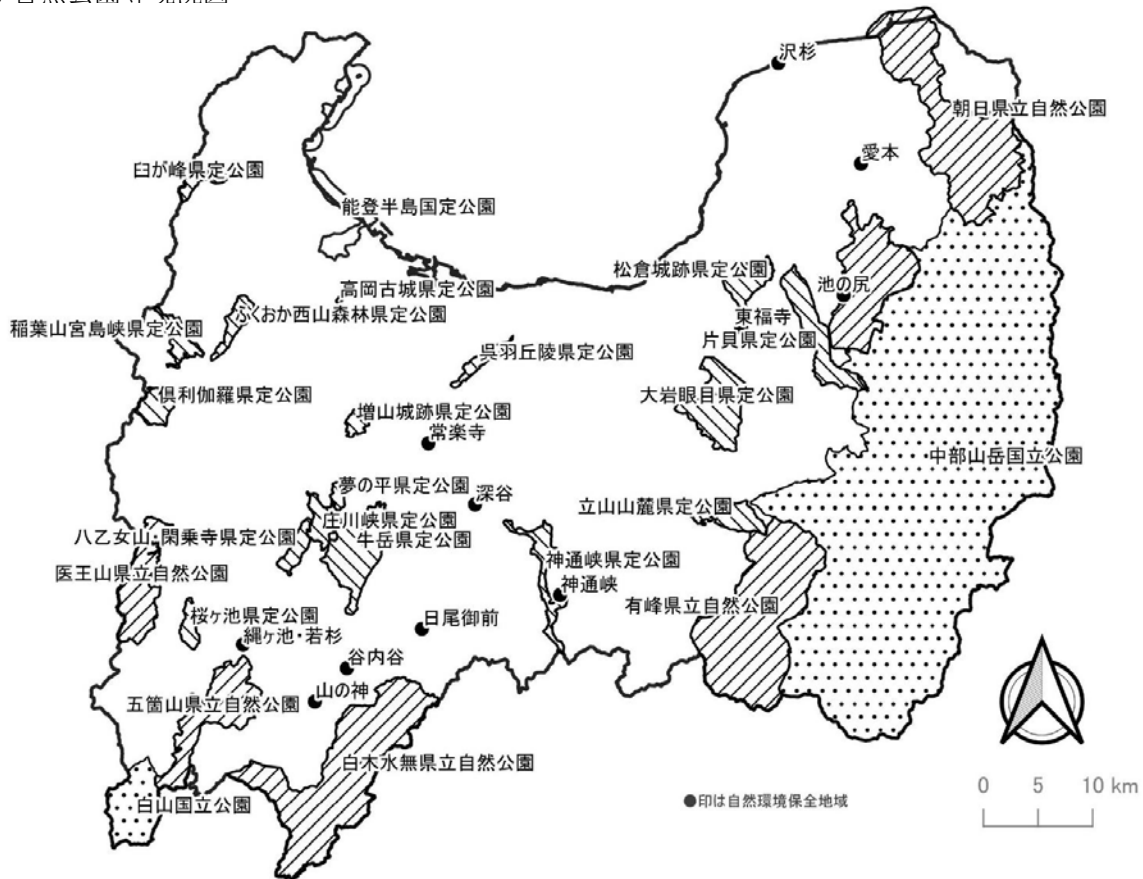 沢杉
朝日県立自然公園
愛本
臼が峰県定公園
能登半島国定公園
松倉城跡県定公園
池の尻
高岡古城県定公園
ふくおか西山森林県定公園
東福寺
稲葉山宮島峡県定公園
片貝県定公園
呉羽丘陵県定公園
倶利伽羅県定公園
大岩眼目県定公園
増山城跡県定公園
常楽寺
中部山岳国立公園
夢の平県定公園
深谷
立山山麓県定公園
庄川峡県定公園
八乙女山・閑乗寺県定公園
牛岳県定公園
神通峡県定公園
医王山県立自然公園
神通峡
有峰県立自然公園
桜ヶ池県定公園
日尾御前
縄ヶ池・若杉
谷内谷
山の神
五箇山県立自然公園
白木水無県立自然公園
白山国立公園
●印は自然環境保全地域
0 5 10 km